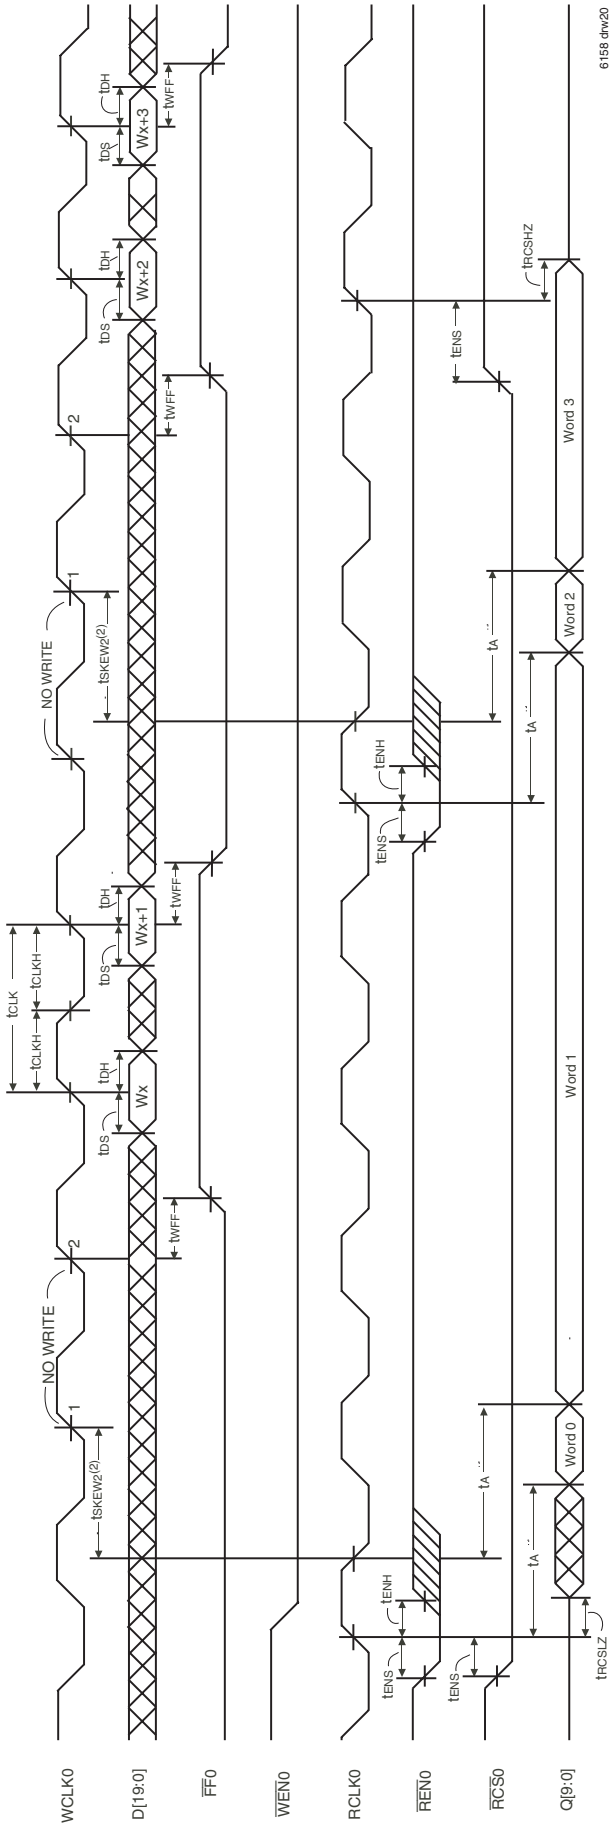 tCLK
tCLKH tCLKH
NO WRITE NO WRITE
WCLK0 1 2 1 2
tSKEW2(2) tDS tDH tDS tDH tSKEW2(2) tDS tDH tDS tDH
D[19:0] Wx Wx+1 Wx+2 Wx+3
tWFF tWFF tWFF tWFF
FF0
WEN0
RCLK0
tENS tENH tENS tENH
REN0
tENS tENS
RCS0
tA tA tA tA tRCSHZ
Q[9:0] Word 0 Word 1 Word 2 Word 3
tRCSLZ
6158 drw20